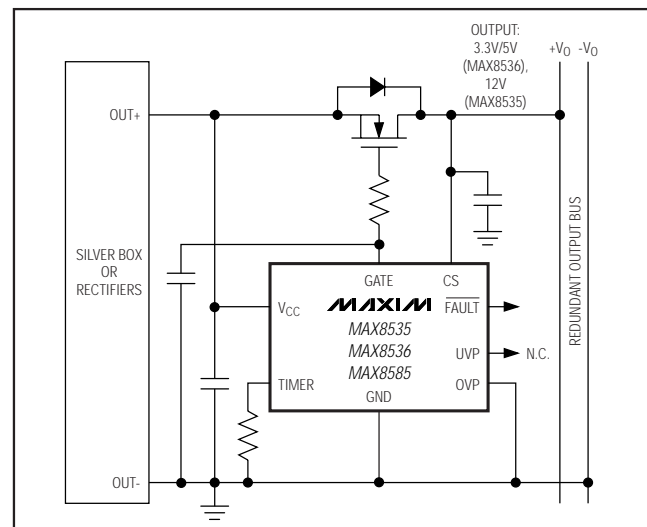 OUTPUT:
3.3V/5V
(MAX8536),
12V
(MAX8535)
+VO -VO
OUT+
SILVER BOX
OR
RECTIFIERS
GATE
CS
VCC
MAXIM
FAULT
MAX8535
MAX8536
MAX8585
UVP
N.C.
TIMER
OVP
GND
REDUNDANT OUTPUT BUS
OUT-